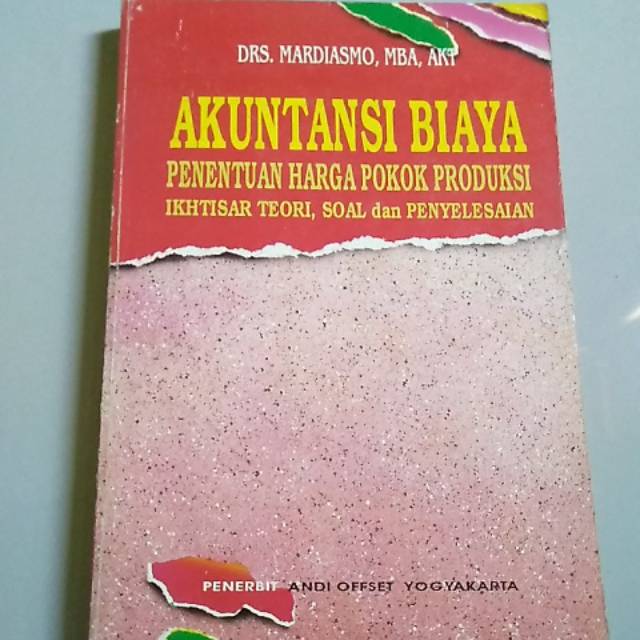 DRS. MARDIASMO, MBA, AKT
AKUNTANSI BIAYA
PENENTUAN HARGA POKOK PRODUKSI
IKHTISAR TEORI, SOAL dan PENYELESAIAN
PENERBIT ANDI OFFSET YOGYAKARTA